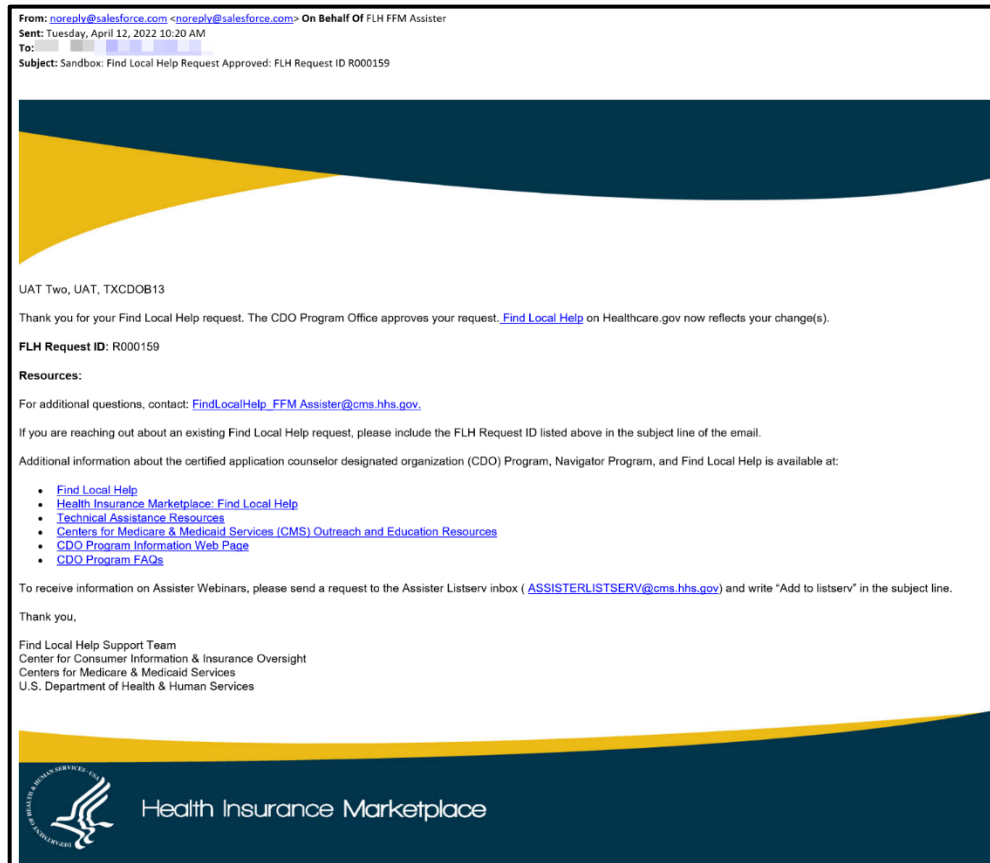 From: noreply@salesforce.com <noreply@salesforce.com> On Behalf Of FLH FFM Assister
Sent: Tuesday, April 12, 2022 10:20 AM
To:
Subject: Sandbox: Find Local Help Request Approved: FLH Request ID R000159
UAT Two, UAT, TXCDOB13
Thank you for your Find Local Help request. The CDO Program Office approves your request. Find Local Help on Healthcare.gov now reflects your change(s).
FLH Request ID: R000159
Resources:
For additional questions, contact: FindLocalHelp_FFM Assister@cms.hhs.gov.
If you are reaching out about an existing Find Local Help request, please include the FLH Request ID listed above in the subject line of the email.
Additional information about the certified application counselor designated organization (CDO) Program, Navigator Program, and Find Local Help is available at:
• Find Local Help
• Health Insurance Marketplace: Find Local Help
• Technical Assistance Resources
• Centers for Medicare & Medicaid Services (CMS) Outreach and Education Resources
• CDO Program Information Web Page
• CDO Program FAQs
To receive information on Assister Webinars, please send a request to the Assister Listserv inbox ( ASSISTERLISTSERV@cms.hhs.gov) and write “Add to listserv” in the subject line.
Thank you,
Find Local Help Support Team
Center for Consumer Information & Insurance Oversight
Centers for Medicare & Medicaid Services
U.S. Department of Health & Human Services
DEPARTMENT OF HEALTH & HUMAN SERVICES · USA
Health Insurance Marketplace